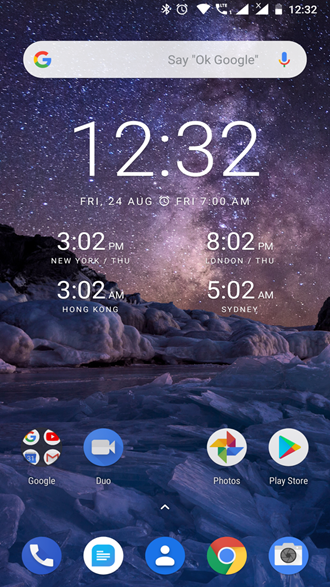 LTE
12:32
Say "Ok Google"
12:32
FRI, 24 AUG FRI 7:00 AM
3:02 PM 8:02 PM
NEW YORK / THU LONDON / THU
3:02 AM 5:02 AM
HONG KONG SYDNEY
31
Google Duo Photos Play Store